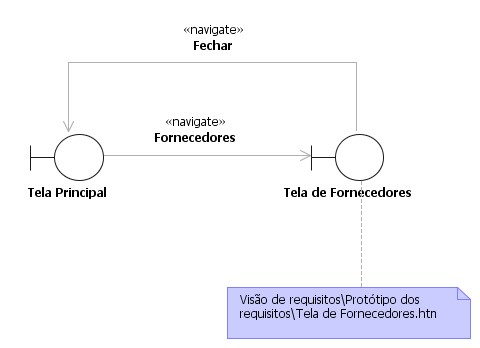 «navigate»
Fechar
«navigate»
Fornecedores
Tela Principal
Tela de Fornecedores
Visão de requisitos\Protótipo dos
requisitos\Tela de Fornecedores.htn